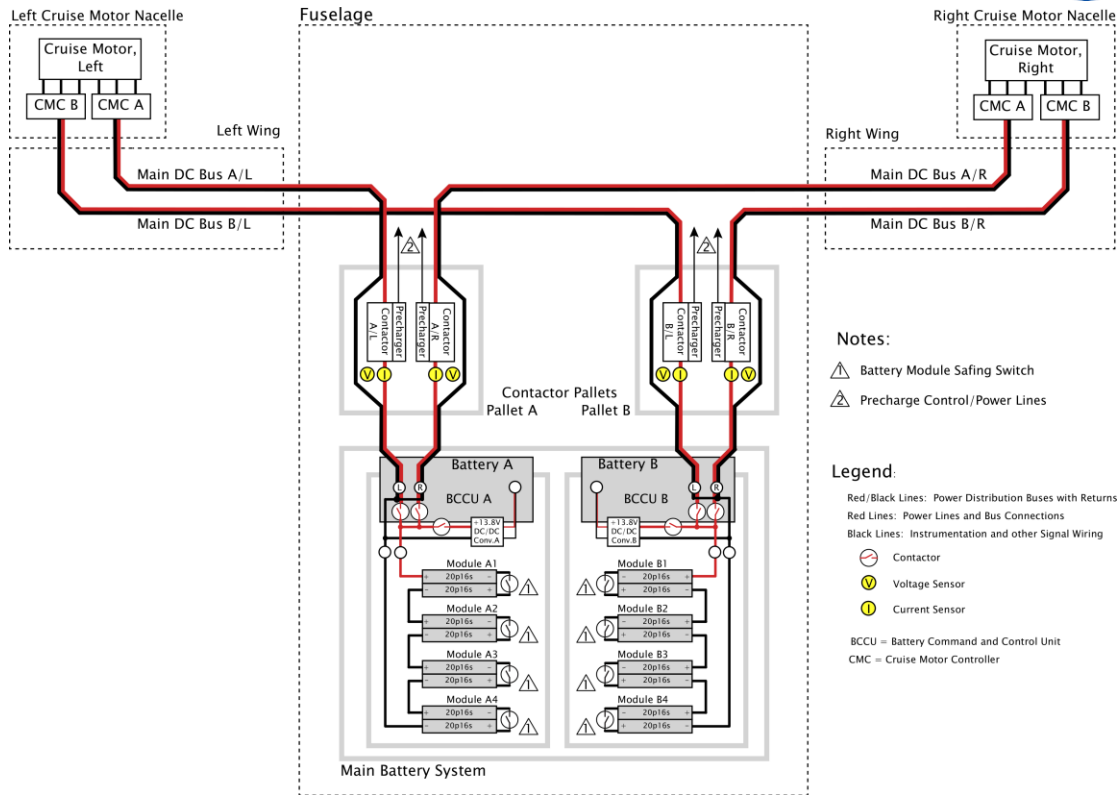 Left Cruise Motor Nacelle
Fuselage
Right Cruise Motor Nacelle
Cruise Motor,
Left
Cruise Motor,
Right
CMC B
CMC A
CMC A
CMC B
Left Wing
Right Wing
Main DC Bus A/L
Main DC Bus A/R
Main DC Bus B/L
Main DC Bus B/R
2
2
Contactor
A/L
Precharger
Precharger
Contactor
A/R
Contactor
B/L
Precharger
Precharger
Contactor
B/R
V
I
I
V
V
I
I
V
Contactor Pallets
Pallet A
Pallet B
Notes:
1 Battery Module Safing Switch
2 Precharge Control/Power Lines
Battery A
L
R
BCCU A
+13.8V
DC/DC
Conv.A
Battery B
L
R
BCCU B
+13.8V
DC/DC
Conv.B
Module A1
+ 20p16s -
- 20p16s +
1
Module A2
+ 20p16s -
- 20p16s +
1
Module A3
+ 20p16s -
- 20p16s +
1
Module A4
+ 20p16s -
- 20p16s +
1
Module B1
- 20p16s +
+ 20p16s -
1
Module B2
- 20p16s +
+ 20p16s -
1
Module B3
- 20p16s +
+ 20p16s -
1
Module B4
- 20p16s +
+ 20p16s -
1
Main Battery System
Legend:
Red/Black Lines: Power Distribution Buses with Returns
Red Lines: Power Lines and Bus Connections
Black Lines: Instrumentation and other Signal Wiring
Contactor
V Voltage Sensor
I Current Sensor
BCCU = Battery Command and Control Unit
CMC = Cruise Motor Controller